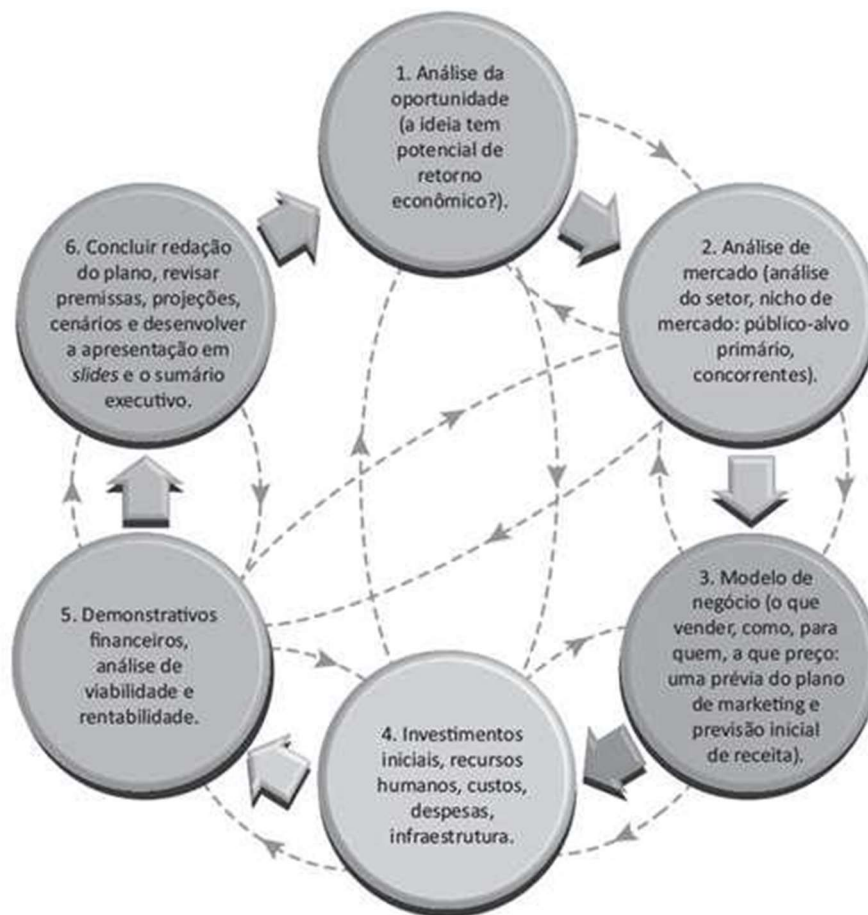 1. Análise da
oportunidade
(a ideia tem
potencial de
retorno
econômico?).
2. Análise de
mercado (análise
do setor, nicho de
mercado: público-alvo
primário,
concorrentes).
3. Modelo de
negócio (o que
vender, como, para
quem, a que preço:
uma prévia do plano
de marketing e
previsão inicial
de receita).
4. Investimentos
iniciais, recursos
humanos, custos,
despesas,
infraestrutura.
5. Demonstrativos
financeiros,
análise de
viabilidade e
rentabilidade.
6. Concluir redação
do plano, revisar
premissas, projeções,
cenários e desenvolver
a apresentação em
slides e o sumário
executivo.